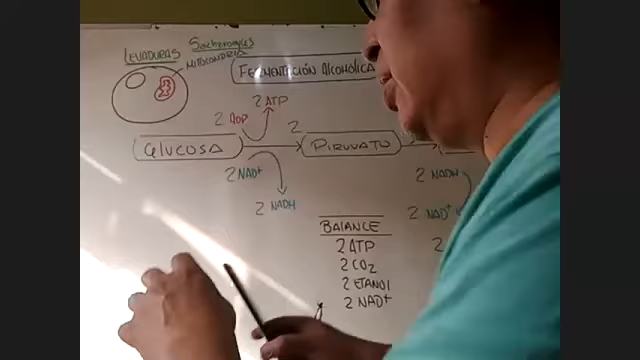 LEVADURAS Saccharomyces
MITOCONDRIA
FERMENTACIÓN ALCOHÓLICA
2 ATP
2 ADP
2
GLUCOSA
PIRUVATO
2 NAD+
2 NADH
2 NADH
2 NAD+
2
BALANCE
2 ATP
2 CO2
2 ETANOL
2 NAD+